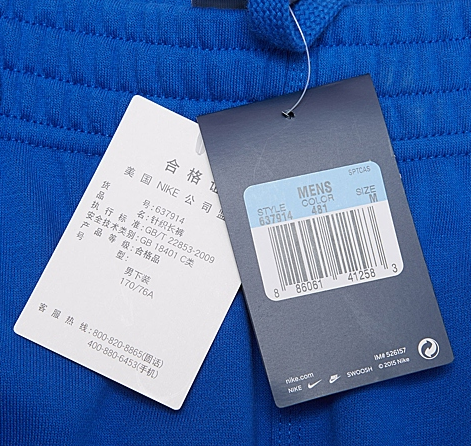 合格证
美国 NIKE 公司
货号:637914
品名:针织长裤
执行标准:GB/T 22853-2009
安全技术类别:GB 18401 C类
产品等级:合格品
型:
男下装
170/76A
客服热线:800-820-8865(固话)
400-880-6453(手机)
SPTCAS
MENS
STYLE COLOR SIZE
637914 481 M
8 86061 41258 3
IM# 526157
nike.com
NIKE SWOOSH © 2015 Nike